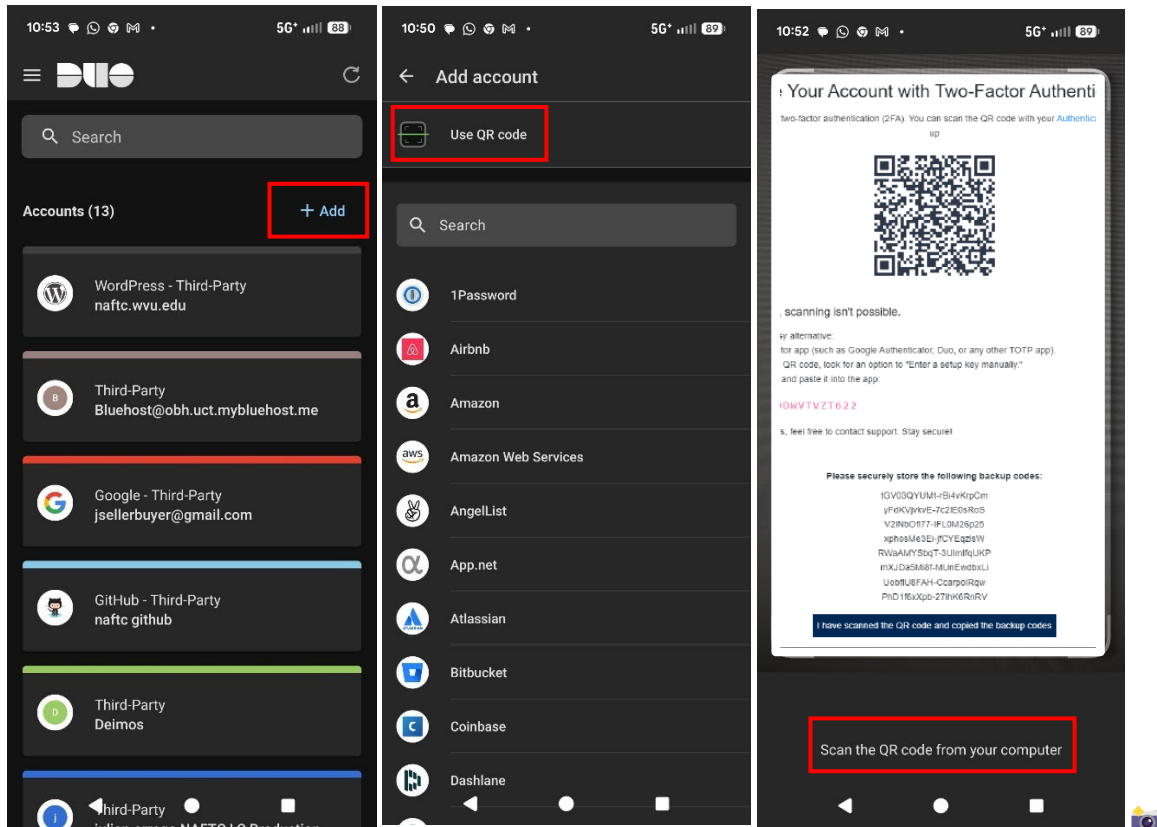 10:53
5G+
88
DUO
Search
Accounts (13)
+ Add
WordPress - Third-Party
naftc.wvu.edu
B
Third-Party
Bluehost@obh.uct.mybluehost.me
Google - Third-Party
jsellerbuyer@gmail.com
GitHub - Third-Party
naftc github
D
Third-Party
Deimos
j
Third-Party
10:50
5G+
89
Add account
Use QR code
Search
1Password
Airbnb
a
Amazon
aws
Amazon Web Services
AngelList
App.net
Atlassian
Bitbucket
C
Coinbase
Dashlane
10:52
5G+
89
Your Account with Two-Factor Authenti
two-factor authentication (2FA). You can scan the QR code with your Authentic
up
, scanning isn't possible.
sy alternative:
tor app (such as Google Authenticator, Duo, or any other TOTP app).
QR code, look for an option to "Enter a setup key manually."
and paste it into the app:
s, feel free to contact support. Stay secure!
Please securely store the following backup codes:
I have scanned the QR code and copied the backup codes
Scan the QR code from your computer